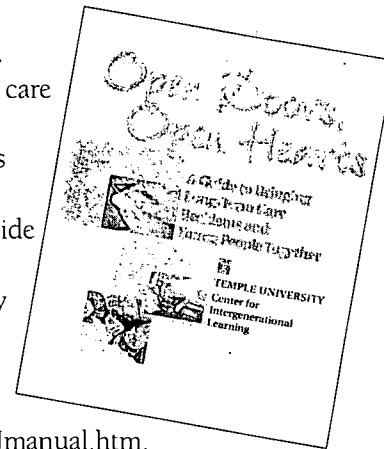 care
s
ide
y
Open Doors,
Open Hearts
A Guide to Bringing
Long-Term Care
Residents and
Young People Together
TEMPLE UNIVERSITY
Center for
Intergenerational
Learning
manual.htm.